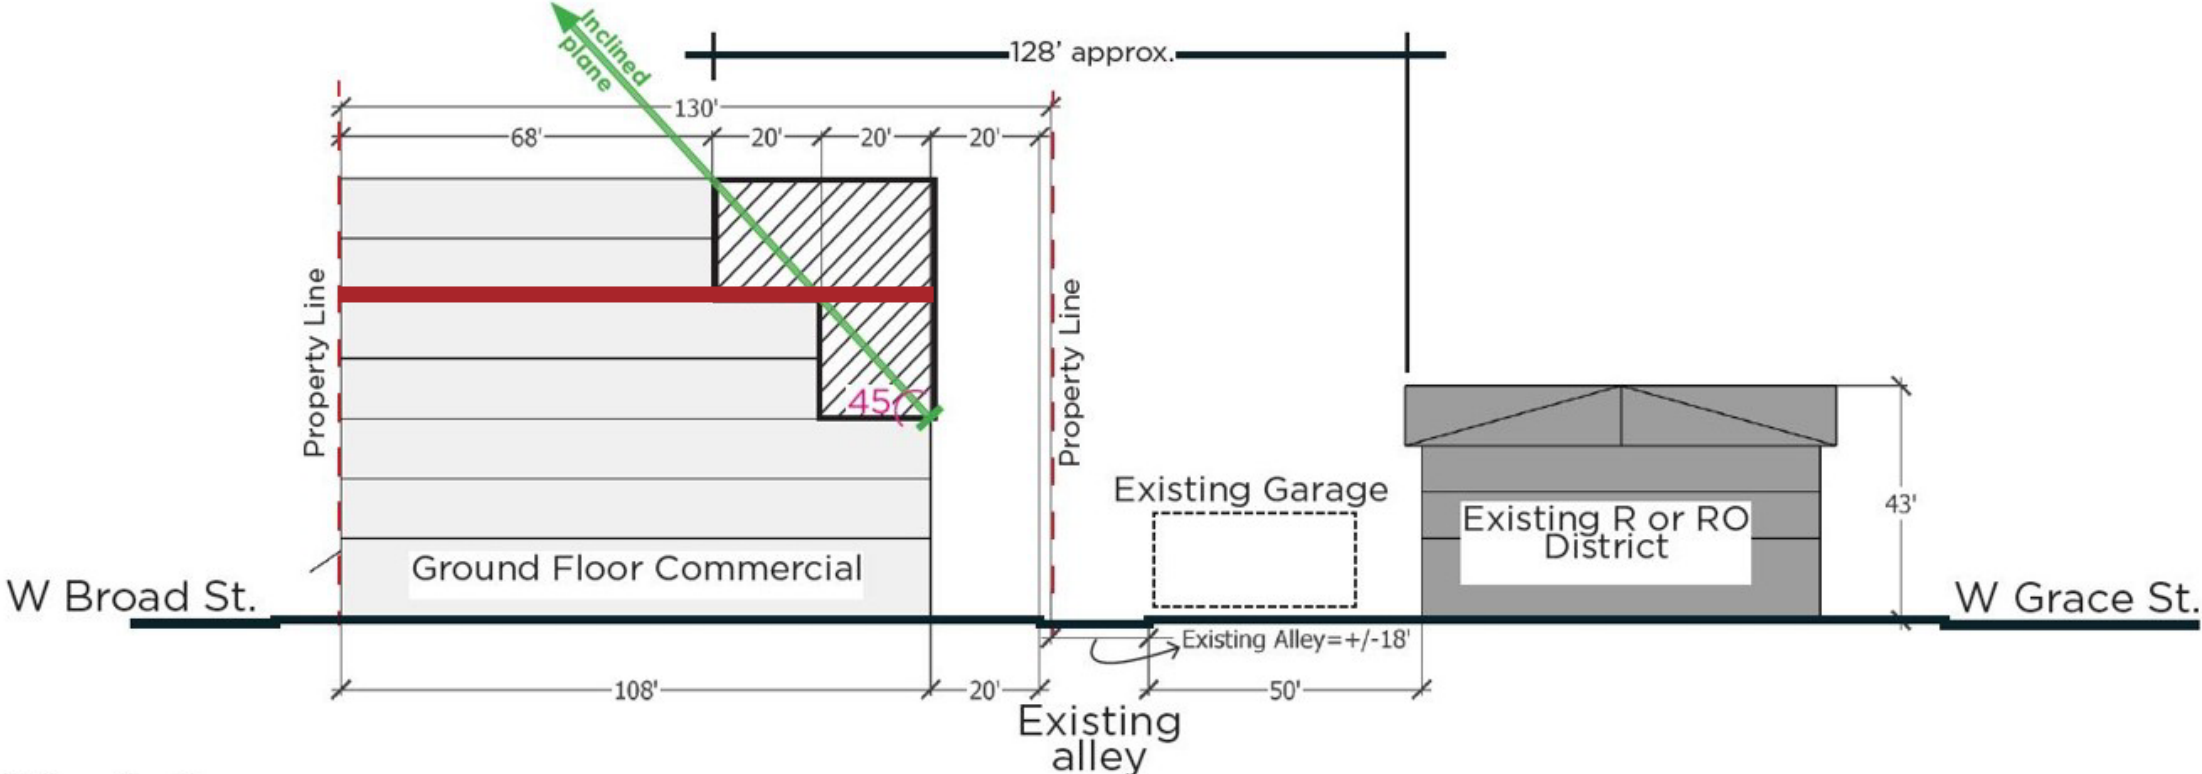 Inclined
plane
128' approx.
130'
68'
20'
20'
20'
Property Line
Property Line
45
Existing Garage
Existing R or RO
District
43'
Ground Floor Commercial
W Broad St.
W Grace St.
Existing Alley=+/-18'
108'
20'
50'
Existing
alley